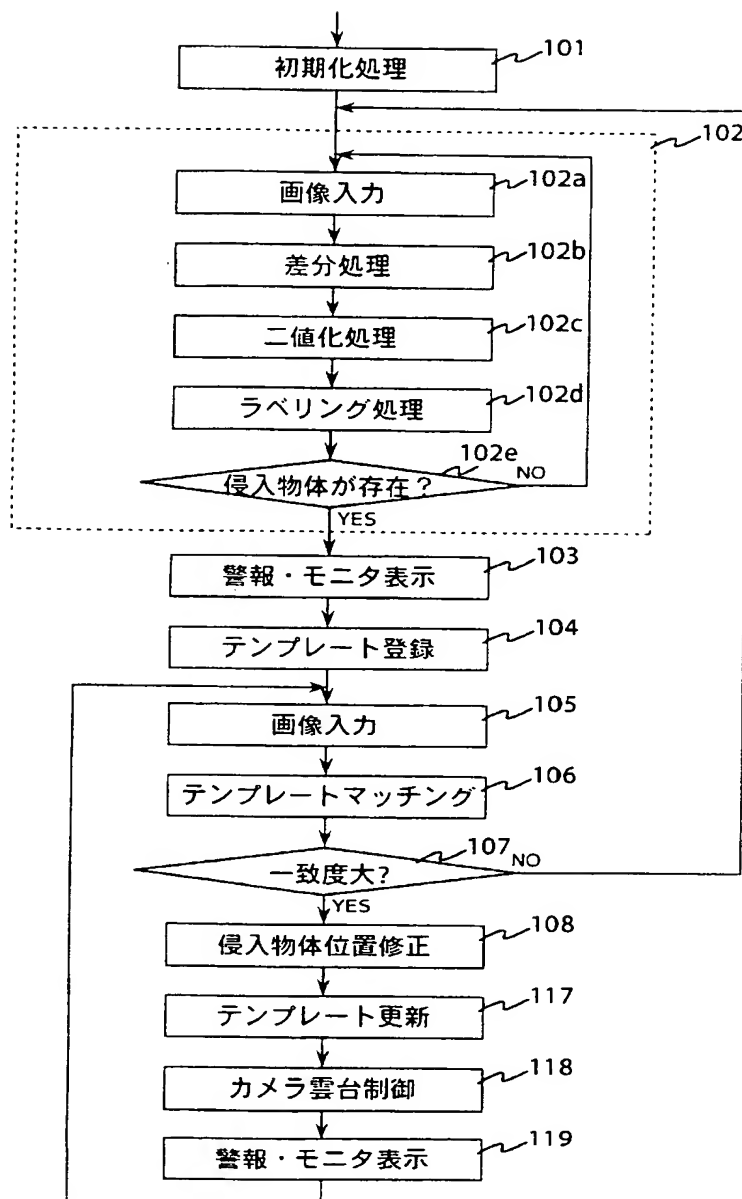 初期化処理
101
102
画像入力
102a
差分処理
102b
二値化処理
102c
ラベリング処理
102d
102e
侵入物体が存在?
NO
YES
警報・モニタ表示
103
テンプレート登録
104
画像入力
105
テンプレートマッチング
106
107
一致度大?
NO
YES
侵入物体位置修正
108
テンプレート更新
117
カメラ雲台制御
118
警報・モニタ表示
119